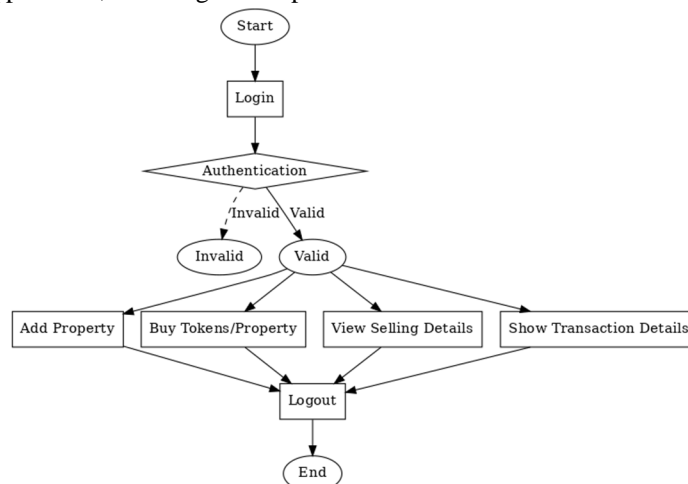 Start
Login
Authentication
Invalid Valid
Invalid Valid
Add Property Buy Tokens/Property View Selling Details Show Transaction Details
Logout
End